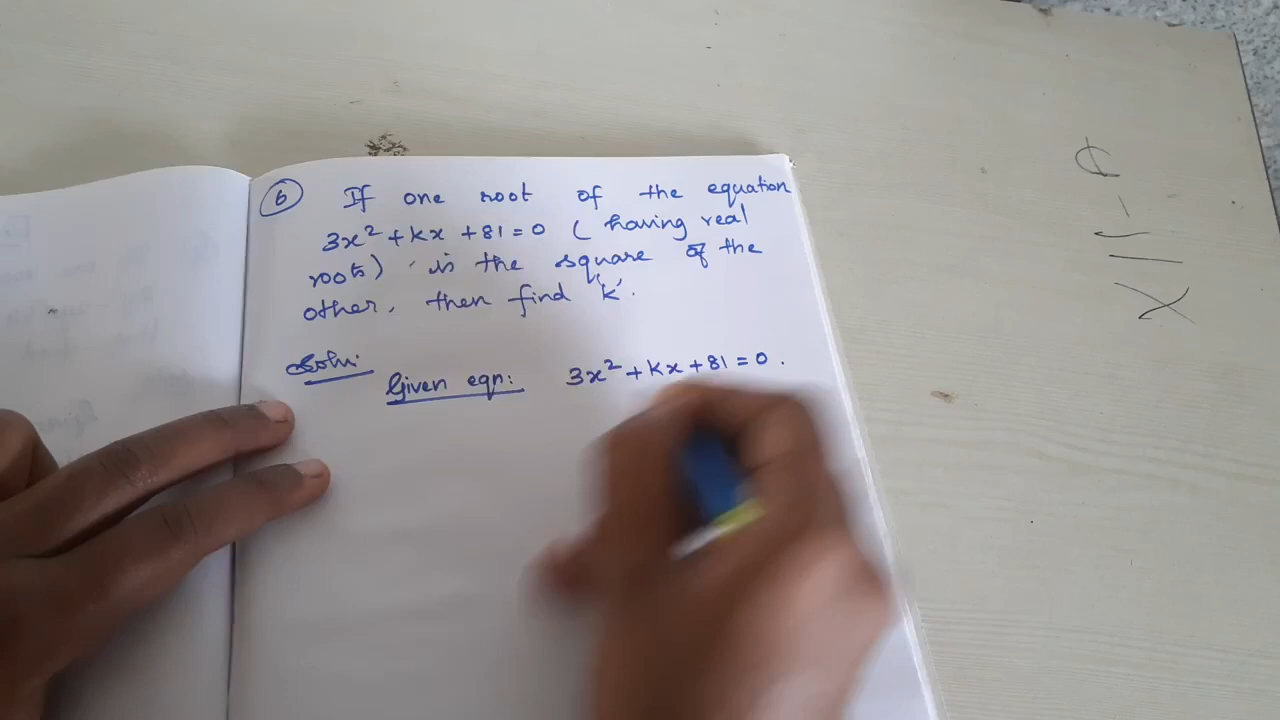 6 If one root of the equation
3x² + kx + 81 = 0 (having real
roots) is the square of the
other, then find 'k'.
Soln:
Given eqn: 3x² + kx + 81 = 0.